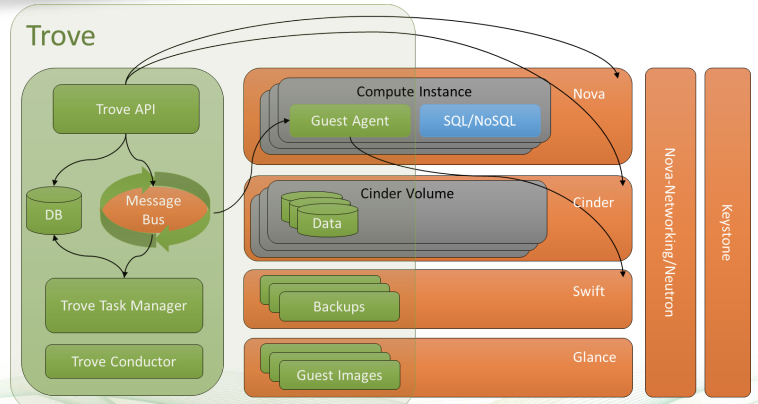 Trove
Trove API
DB
Message
Bus
Trove Task Manager
Trove Conductor
Compute Instance
Nova
Guest Agent
SQL/NoSQL
Cinder Volume
Cinder
Data
Swift
Backups
Glance
Guest Images
Nova-Networking/Neutron
Keystone